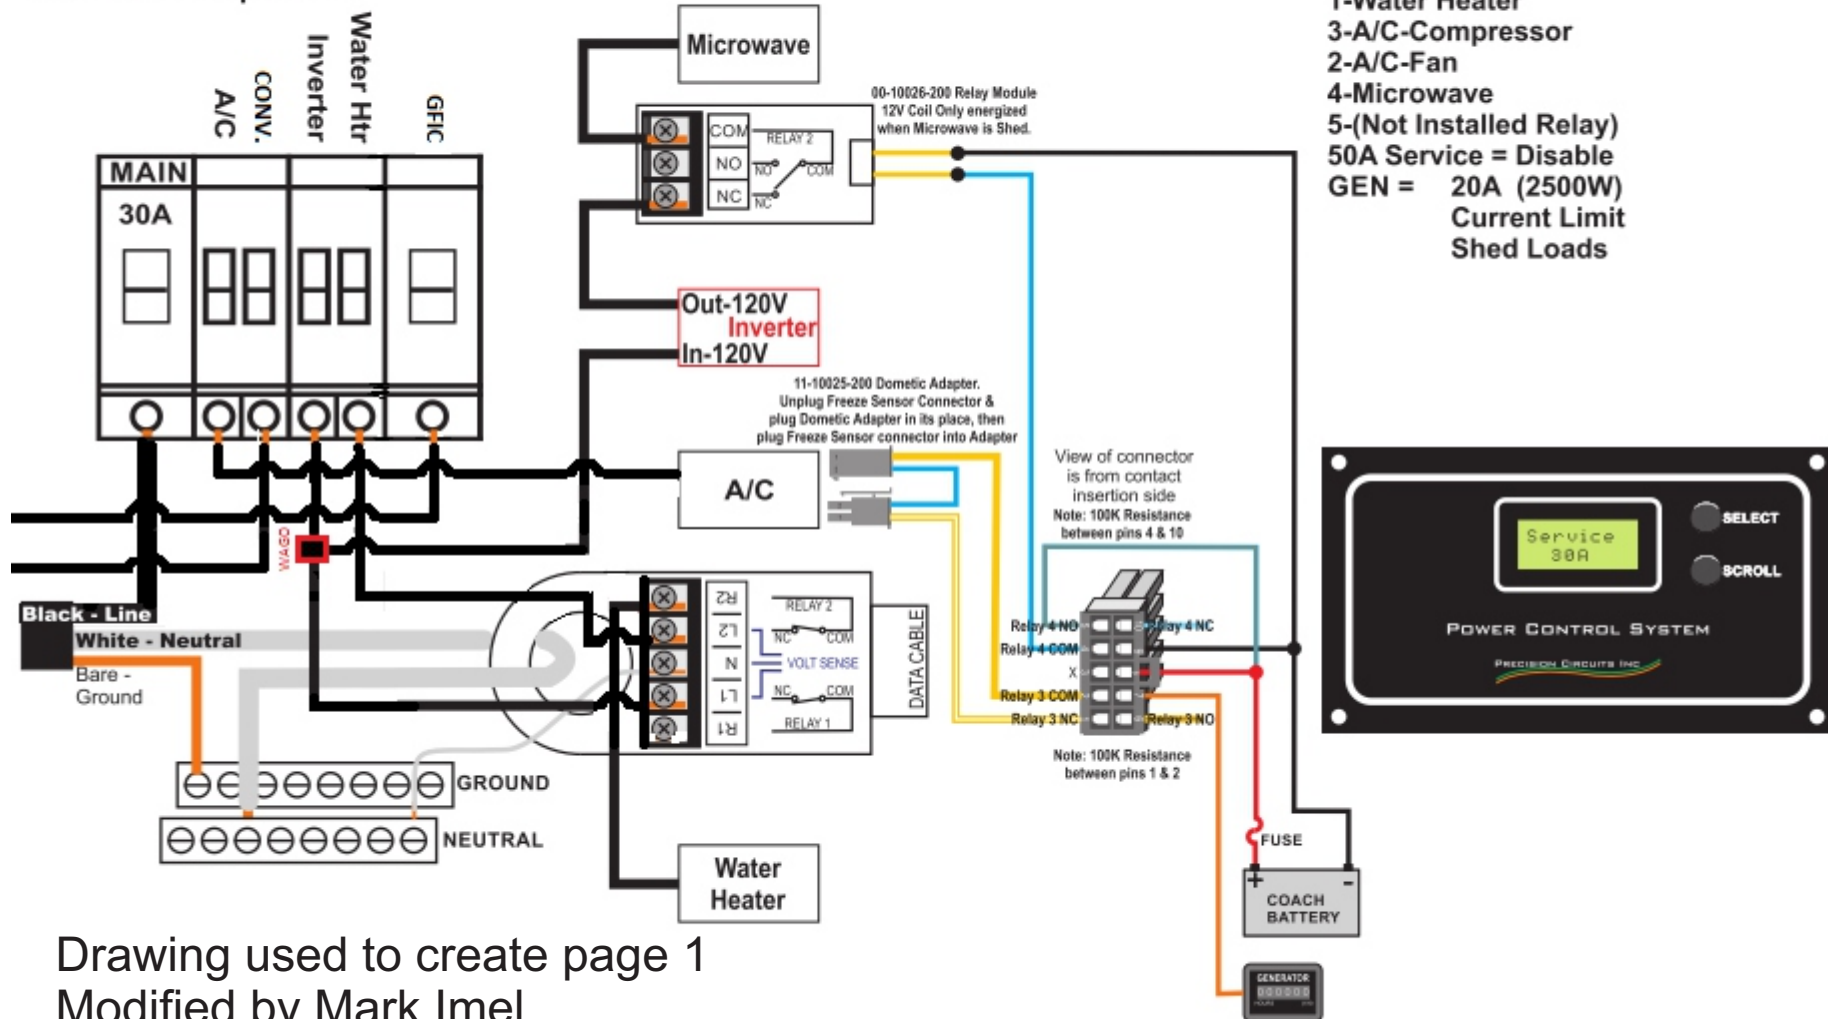 1-Water Heater
3-A/C-Compressor
2-A/C-Fan
4-Microwave
5-(Not Installed Relay)
50A Service = Disable
GEN = 20A (2500W)
Current Limit
Shed Loads
A/C
CONV.
Inverter
Water Htr
GFIC
MAIN
30A
Microwave
00-10026-200 Relay Module
12V Coil Only energized
when Microwave is Shed.
COM
NO
NC
RELAY 2
NO
COM
NC
Out-120V
Inverter
In-120V
11-10025-200 Dometic Adapter.
Unplug Freeze Sensor Connector &
plug Dometic Adapter in its place, then
plug Freeze Sensor connector into Adapter
A/C
View of connector
is from contact
insertion side
Note: 100K Resistance
between pins 4 & 10
Service
30A
SELECT
SCROLL
POWER CONTROL SYSTEM
PRECISION CIRCUITS INC
WAGO
Black - Line
White - Neutral
Bare -
Ground
R2
L2
N
L1
R1
RELAY 2
NC
COM
VOLT SENSE
NC
COM
RELAY 1
DATA CABLE
Relay 4 NO
Relay 4 NC
Relay 4 COM
X
Relay 3 COM
Relay 3 NC
Relay 3 NO
Note: 100K Resistance
between pins 1 & 2
GROUND
NEUTRAL
Water
Heater
FUSE
+
-
COACH
BATTERY
GENERATOR
000000
HOURS
Drawing used to create page 1
Modified by Mark Imel